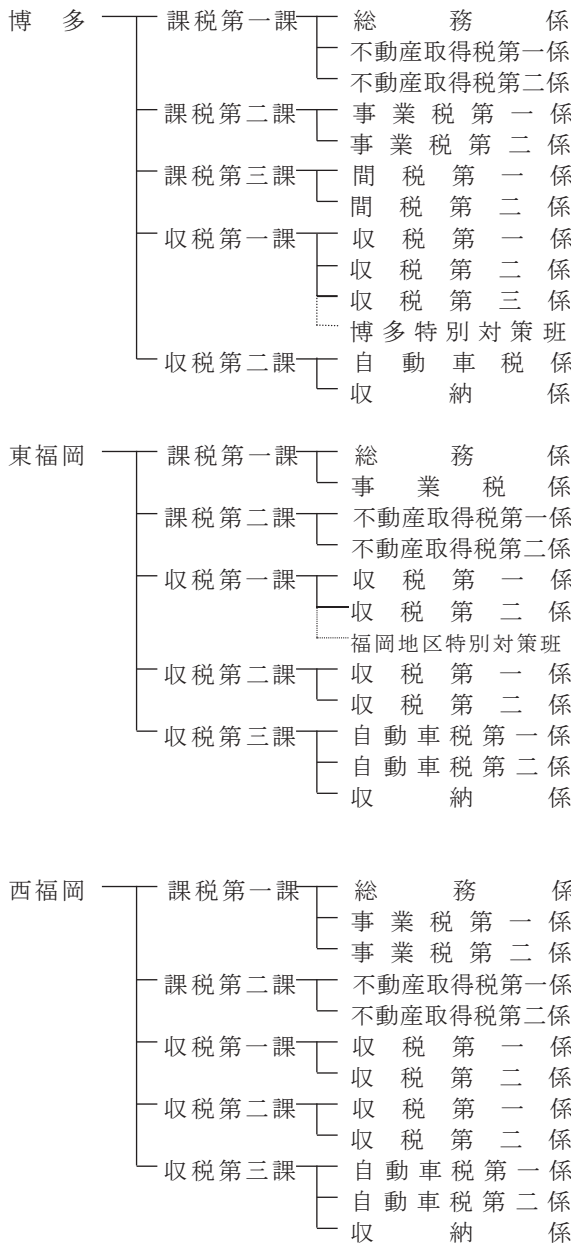 博多 課税第一課 総務係
不動産取得税第一係
不動産取得税第二係
課税第二課 事業税第一係
事業税第二係
課税第三課 間税第一係
間税第二係
収税第一課 収税第一係
収税第二係
収税第三係
博多特別対策班
収税第二課 自動車税係
収納係
東福岡 課税第一課 総務係
事業税係
課税第二課 不動産取得税第一係
不動産取得税第二係
収税第一課 収税第一係
収税第二係
福岡地区特別対策班
収税第二課 収税第一係
収税第二係
収税第三課 自動車税第一係
自動車税第二係
収納係
西福岡 課税第一課 総務係
事業税第一係
事業税第二係
課税第二課 不動産取得税第一係
不動産取得税第二係
収税第一課 収税第一係
収税第二係
収税第二課 収税第一係
収税第二係
収税第三課 自動車税第一係
自動車税第二係
収納係